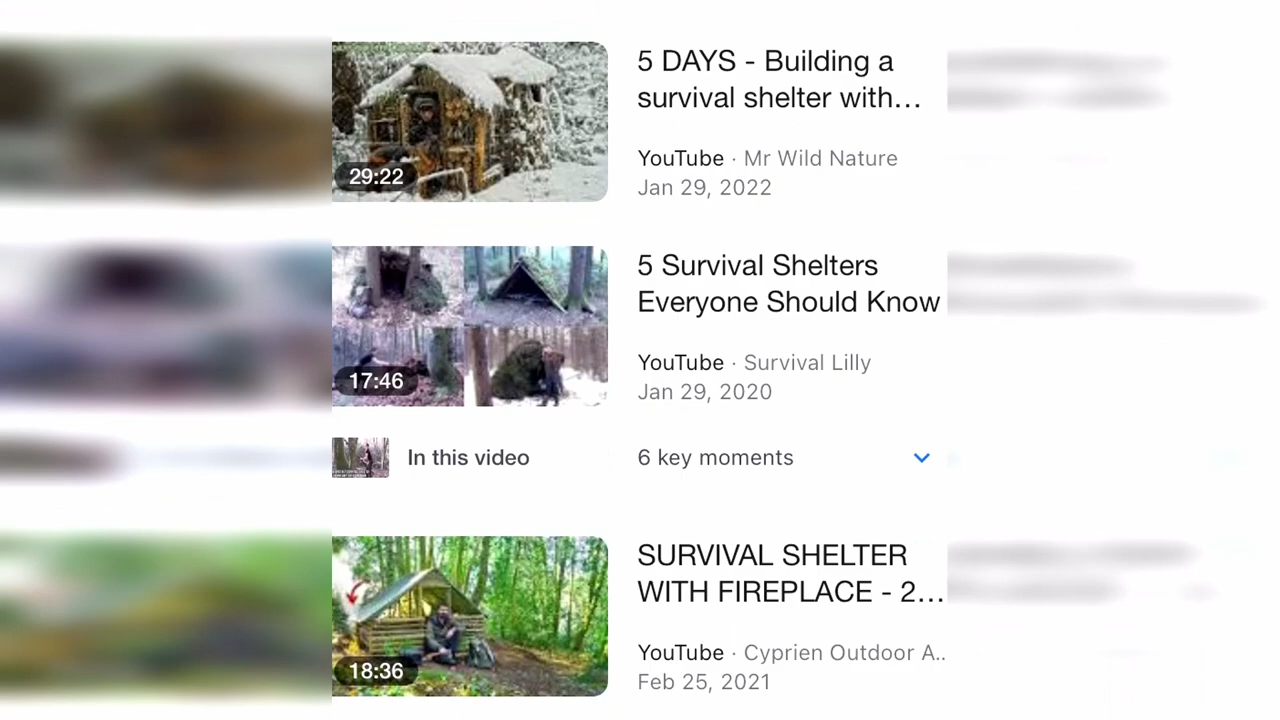 5 DAYS - Building a
survival shelter with...
YouTube · Mr Wild Nature
Jan 29, 2022
29:22
5 Survival Shelters
Everyone Should Know
YouTube · Survival Lilly
Jan 29, 2020
17:46
In this video
6 key moments
SURVIVAL SHELTER
WITH FIREPLACE - 2...
YouTube · Cyprien Outdoor A..
Feb 25, 2021
18:36